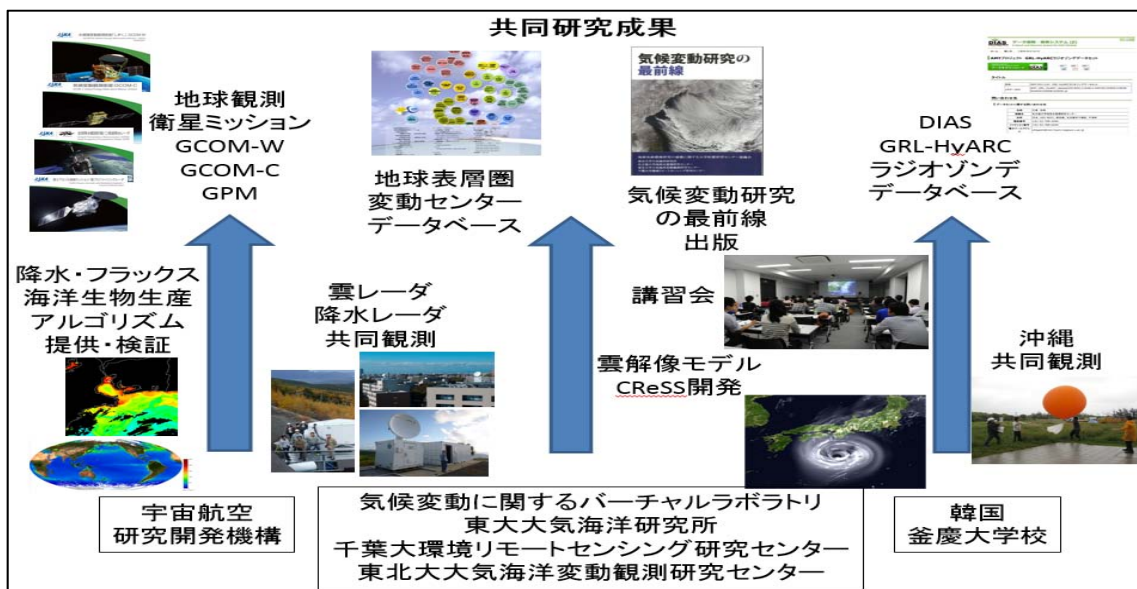 共同研究成果
地球観測
衛星ミッション
GCOM-W
GCOM-C
GPM
地球表層圏
変動センター
データベース
気候変動研究の
最前線
気候変動研究
の最前線
出版
DIAS
DIAS
GRL-HyARC
ラジオゾンデ
データベース
降水・フラックス
海洋生物生産
アルゴリズム
提供・検証
雲レーダ
降水レーダ
共同観測
講習会
雲解像モデル
CReSS開発
沖縄
共同観測
宇宙航空
研究開発機構
気候変動に関するバーチャルラボラトリ
東大大気海洋研究所
千葉大環境リモートセンシング研究センター
東北大大気海洋変動観測研究センター
韓国
釜慶大学校